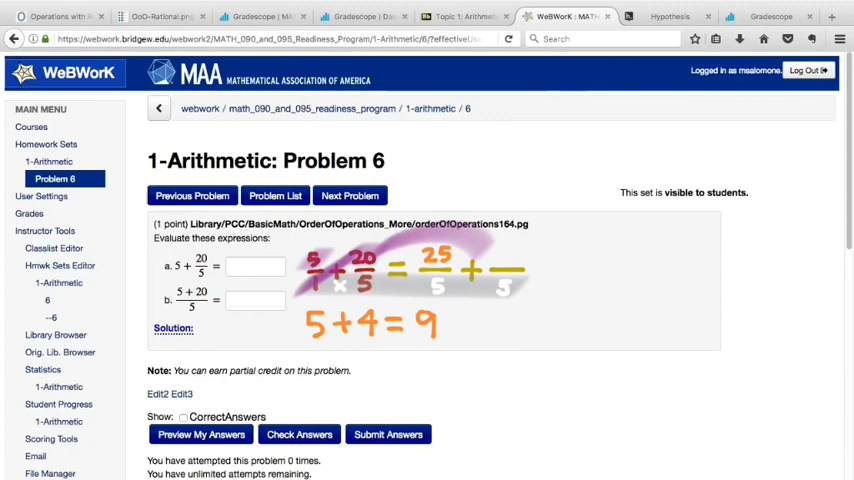 Operations with R
OoO-Rational.png
Gradescope | MA
Gradescope | Das
Topic 1: Arithmetic
WeBWorK : MATH
Hypothesis
Gradescope
https://webwork.bridgew.edu/webwork2/MATH_090_and_095_Readiness_Program/1-Arithmetic/6/?effectiveUse
Search
WeBWorK
MAA MATHEMATICAL ASSOCIATION OF AMERICA
Logged in as msalomone. Log Out
MAIN MENU
Courses
Homework Sets
1-Arithmetic
Problem 6
User Settings
Grades
Instructor Tools
Classlist Editor
Hmwk Sets Editor
1-Arithmetic
6
--6
Library Browser
Orig. Lib. Browser
Statistics
1-Arithmetic
Student Progress
1-Arithmetic
Scoring Tools
Email
File Manager
webwork / math_090_and_095_readiness_program / 1-arithmetic / 6
1-Arithmetic: Problem 6
Previous Problem Problem List Next Problem
This set is visible to students.
(1 point) Library/PCC/BasicMath/OrderOfOperations_More/orderOfOperations164.pg
Evaluate these expressions:
a. 5 + 20/5 =
5/1 + 20/5 = 25/5 + /5
×
b. (5 + 20)/5 =
5+4=9
Solution:
Note: You can earn partial credit on this problem.
Edit2 Edit3
Show: CorrectAnswers
Preview My Answers Check Answers Submit Answers
You have attempted this problem 0 times.
You have unlimited attempts remaining.